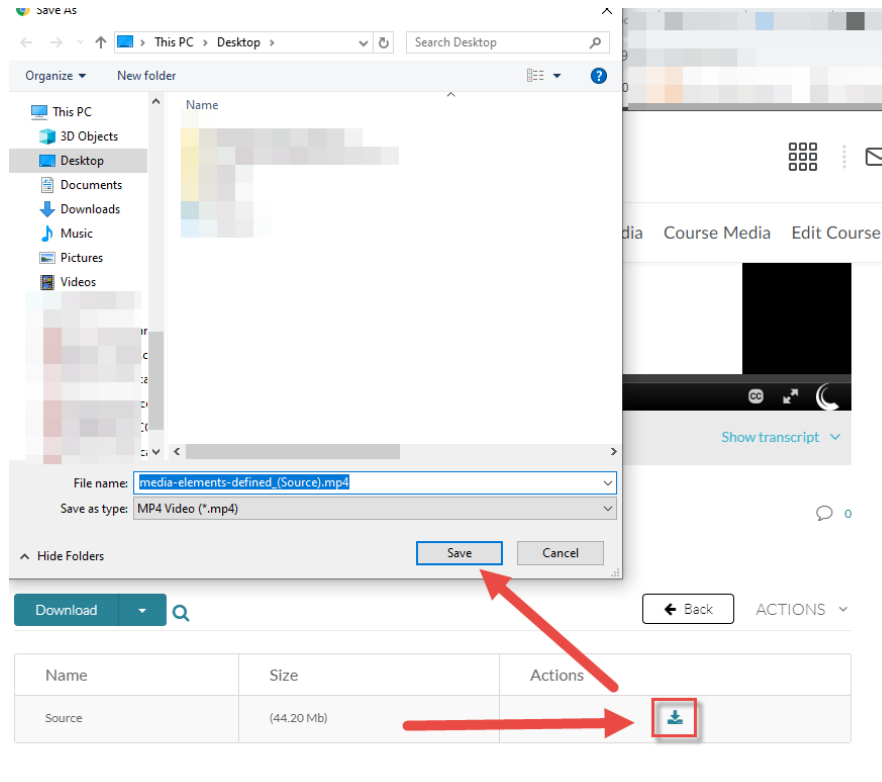 Save As
This PC > Desktop >
Search Desktop
Organize
New folder
?
This PC
3D Objects
Desktop
Documents
Downloads
Music
Pictures
Videos
Name
File name: media-elements-defined_(Source).mp4
Save as type: MP4 Video (*.mp4)
Hide Folders
Save
Cancel
dia Course Media Edit Course
CC
Show transcript
0
Download
Back
ACTIONS
Name Size Actions
Source (44.20 Mb)